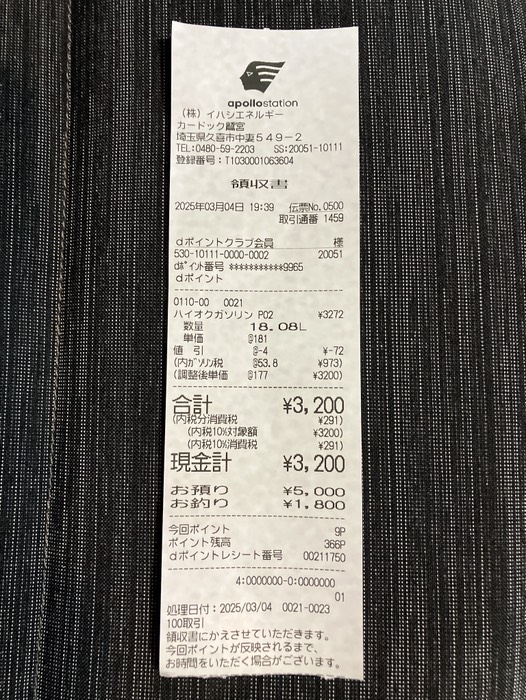 apollostation
(株)イハシエネルギー
カードック鷲宮
埼玉県久喜市中妻549-2
TEL:0480-59-2203 SS:20051-10111
登録番号:T1030001063604
領収書
2025年03月04日 19:39 伝票No.0500
取引通番 1459
dポイントクラブ会員 様
530-10111-0000-0002 20051
dポイント番号 ***********9965
dポイント
0110-00 0021
ハイオクガソリン P02 ¥3272
数量 18.08L
単価 @181
値引 @-4 ¥-72
(内ガソリン税 @53.8 ¥973)
(調整後単価 @177 ¥3200)
合計 ¥3,200
(内税分消費税 ¥291)
(内税10%対象額 ¥3200)
(内税10%消費税 ¥291)
現金計 ¥3,200
お預り ¥5,000
お釣り ¥1,800
今回ポイント 9P
ポイント残高 366P
dポイントレシート番号 00211750
4:0000000-0:0000000
01
処理日付:2025/03/04 0021-0023
100取引
領収書にかえさせていただきます。
今回ポイントが反映されるまで、
お時間をいただく場合がございます。